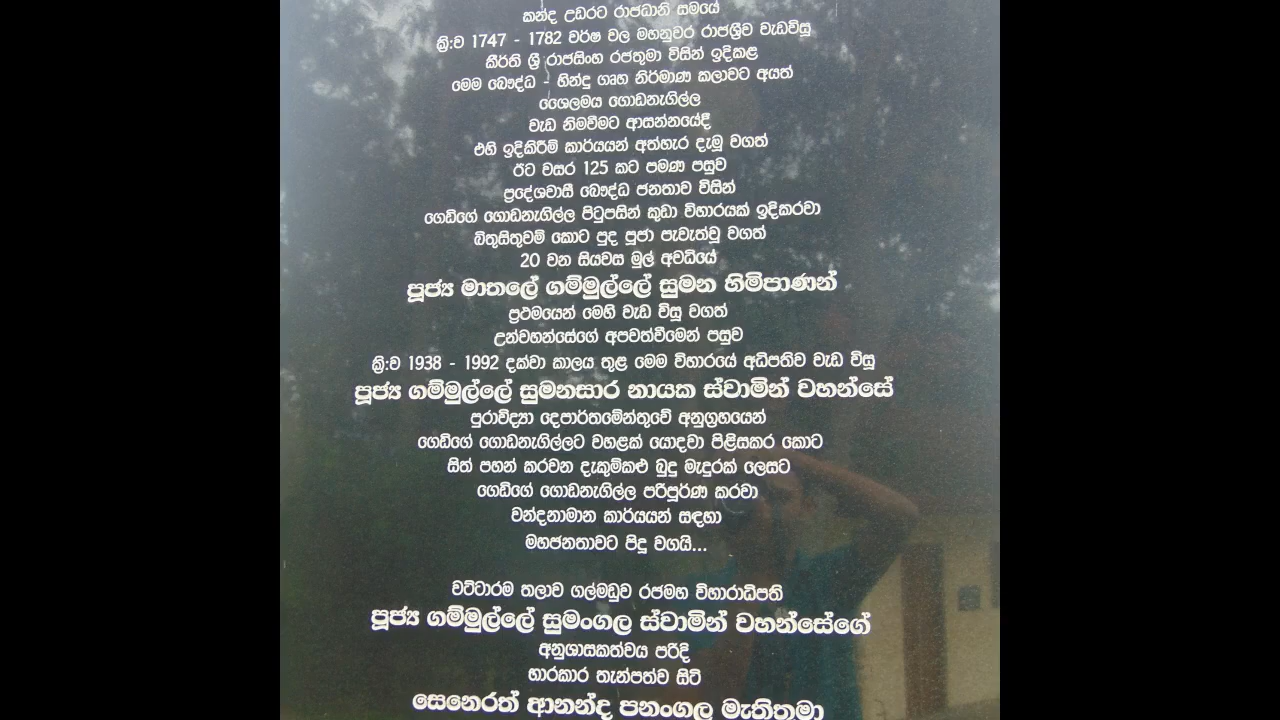 කන්ද උඩරට රාජධානි සමයේ
ක්‍රි:ව 1747 - 1782 වර්ෂ වල මහනුවර රාජශ්‍රීව වැඩවිසූ
කීර්ති ශ්‍රී රාජසිංහ රජතුමා විසින් ඉදිකළ
මෙම බෞද්ධ - හින්දු ගෘහ නිර්මාණ කලාවට අයත්
ශෛලමය ගොඩනැගිල්ල
වැඩ නිමවීමට ආසන්නයේදී
එහි ඉදිකිරීම් කාර්යයන් අත්හැර දැමූ වගත්
ඊට වසර 125 කට පමණ පසුව
ප්‍රදේශවාසී බෞද්ධ ජනතාව විසින්
ගෙඩිගේ ගොඩනැගිල්ල පිටුපසින් කුඩා විහාරයක් ඉදිකරවා
බිතුසිතුවම් කොට පුද පූජා පැවැත්වූ වගත්
20 වන සියවස මුල් අවධියේ
පූජ්‍ය මාතලේ ගම්මුල්ලේ සුමන හිමිපාණන්
ප්‍රථමයෙන් මෙහි වැඩ විසූ වගත්
උන්වහන්සේගේ අපවත්වීමෙන් පසුව
ක්‍රි:ව 1938 - 1992 දක්වා කාලය තුළ මෙම විහාරයේ අධිපතිව වැඩ විසූ
පූජ්‍ය ගම්මුල්ලේ සුමනසාර නායක ස්වාමින් වහන්සේ
පුරාවිද්‍යා දෙපාර්තමේන්තුවේ අනුග්‍රහයෙන්
ගෙඩිගේ ගොඩනැගිල්ලට වහළක් යොදවා පිළිසකර කොට
සිත් පහන් කරවන දැකුම්කළු බුදු මැදුරක් ලෙසට
ගෙඩිගේ ගොඩනැගිල්ල පරිපූර්ණ කරවා
වන්දනාමාන කාර්යයන් සඳහා
මහජනතාවට පිදූ වගයි...
වට්ටාරම තලාව ගල්මඩුව රජමහ විහාරාධිපති
පූජ්‍ය ගම්මුල්ලේ සුමංගල ස්වාමින් වහන්සේගේ
අනුශාසකත්වය පරිදි
භාරකාර තැන්පත්ව සිටි
සෙනෙරත් ආනන්ද පනංගල මැතිතුමා